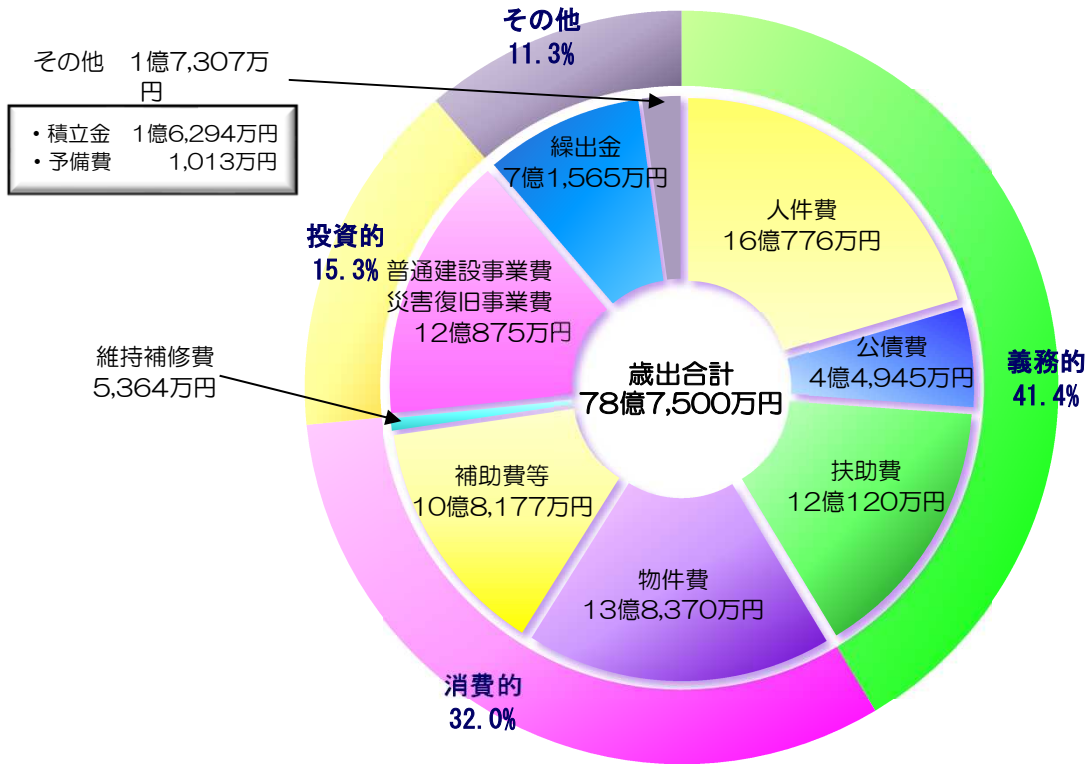 その他
11.3%
その他　1億7,307万
円
・積立金　1億6,294万円
・予備費　　1,013万円
繰出金
7億1,565万円
人件費
16億776万円
投資的
15.3%
普通建設事業費
災害復旧事業費
12億875万円
公債費
4億4,945万円
義務的
41.4%
維持補修費
5,364万円
歳出合計
78億7,500万円
補助費等
10億8,177万円
扶助費
12億120万円
物件費
13億8,370万円
消費的
32.0%